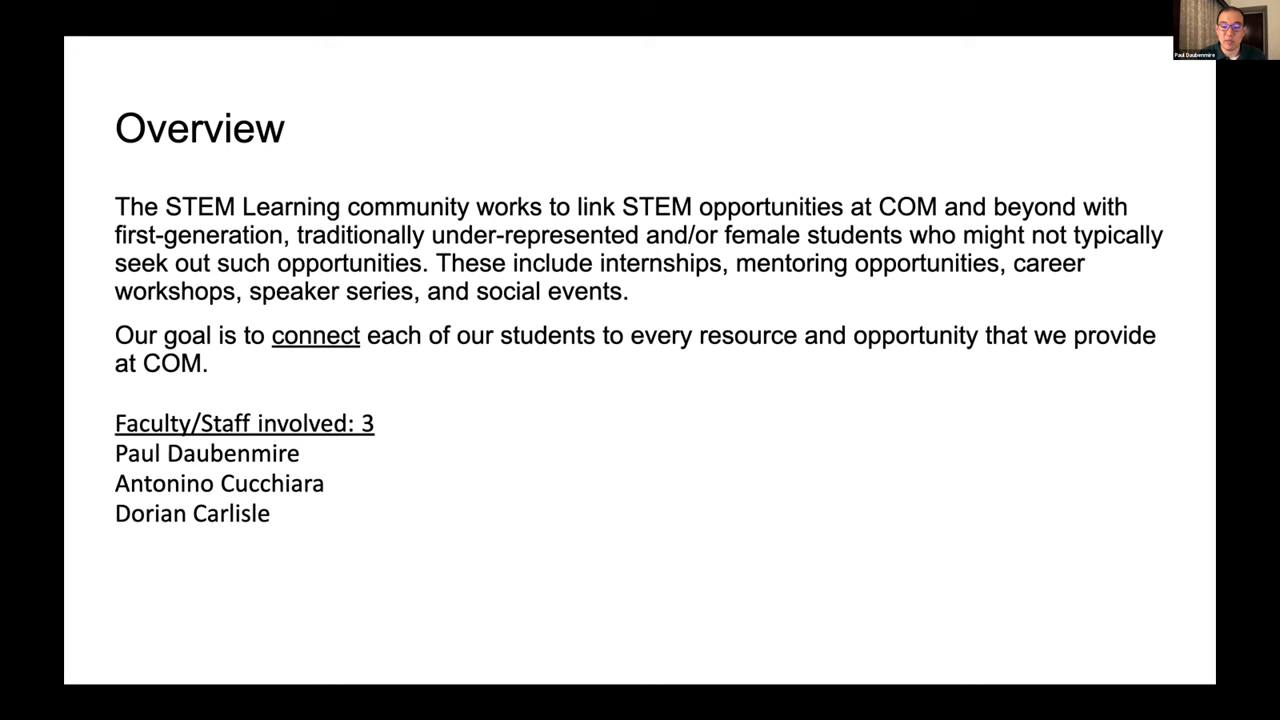 Paul Daubenmire
Overview
The STEM Learning community works to link STEM opportunities at COM and beyond with
first-generation, traditionally under-represented and/or female students who might not typically
seek out such opportunities. These include internships, mentoring opportunities, career
workshops, speaker series, and social events.
Our goal is to connect each of our students to every resource and opportunity that we provide
at COM.
Faculty/Staff involved: 3
Paul Daubenmire
Antonino Cucchiara
Dorian Carlisle